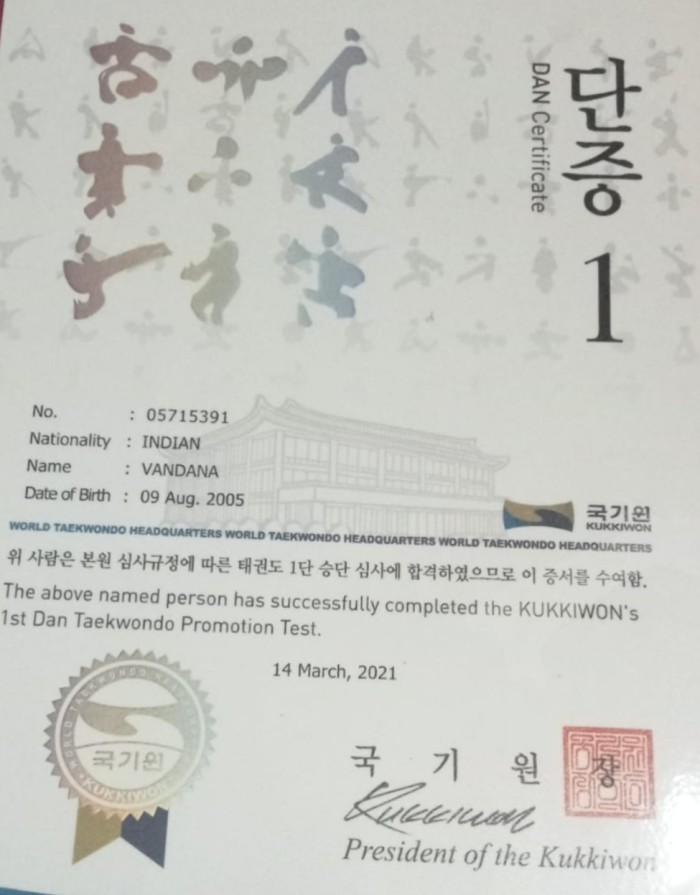 단증
DAN Certificate
1
No. : 05715391
Nationality : INDIAN
Name : VANDANA
Date of Birth : 09 Aug. 2005
국기원
KUKKIWON
WORLD TAEKWONDO HEADQUARTERS WORLD TAEKWONDO HEADQUARTERS WORLD TAEKWONDO HEADQUARTERS
위 사람은 본원 심사규정에 따른 태권도 1단 승단 심사에 합격하였으므로 이 증서를 수여함.
The above named person has successfully completed the KUKKIWON's
1st Dan Taekwondo Promotion Test.
14 March, 2021
국기원
KUKKIWON
국 기 원 장
Kukkiwon
President of the Kukkiwon